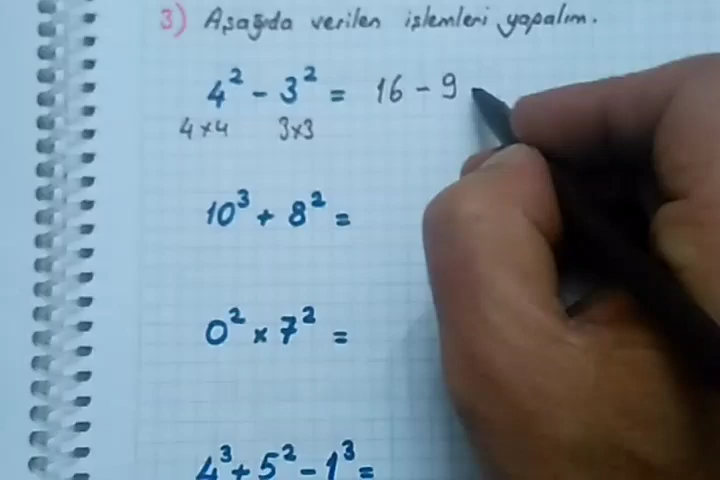 3) Aşağıda verilen işlemleri yapalım.
4² - 3² = 16 - 9
4x4 3x3
10³ + 8² =
0² x 7² =
4³ + 5² - 1³ =